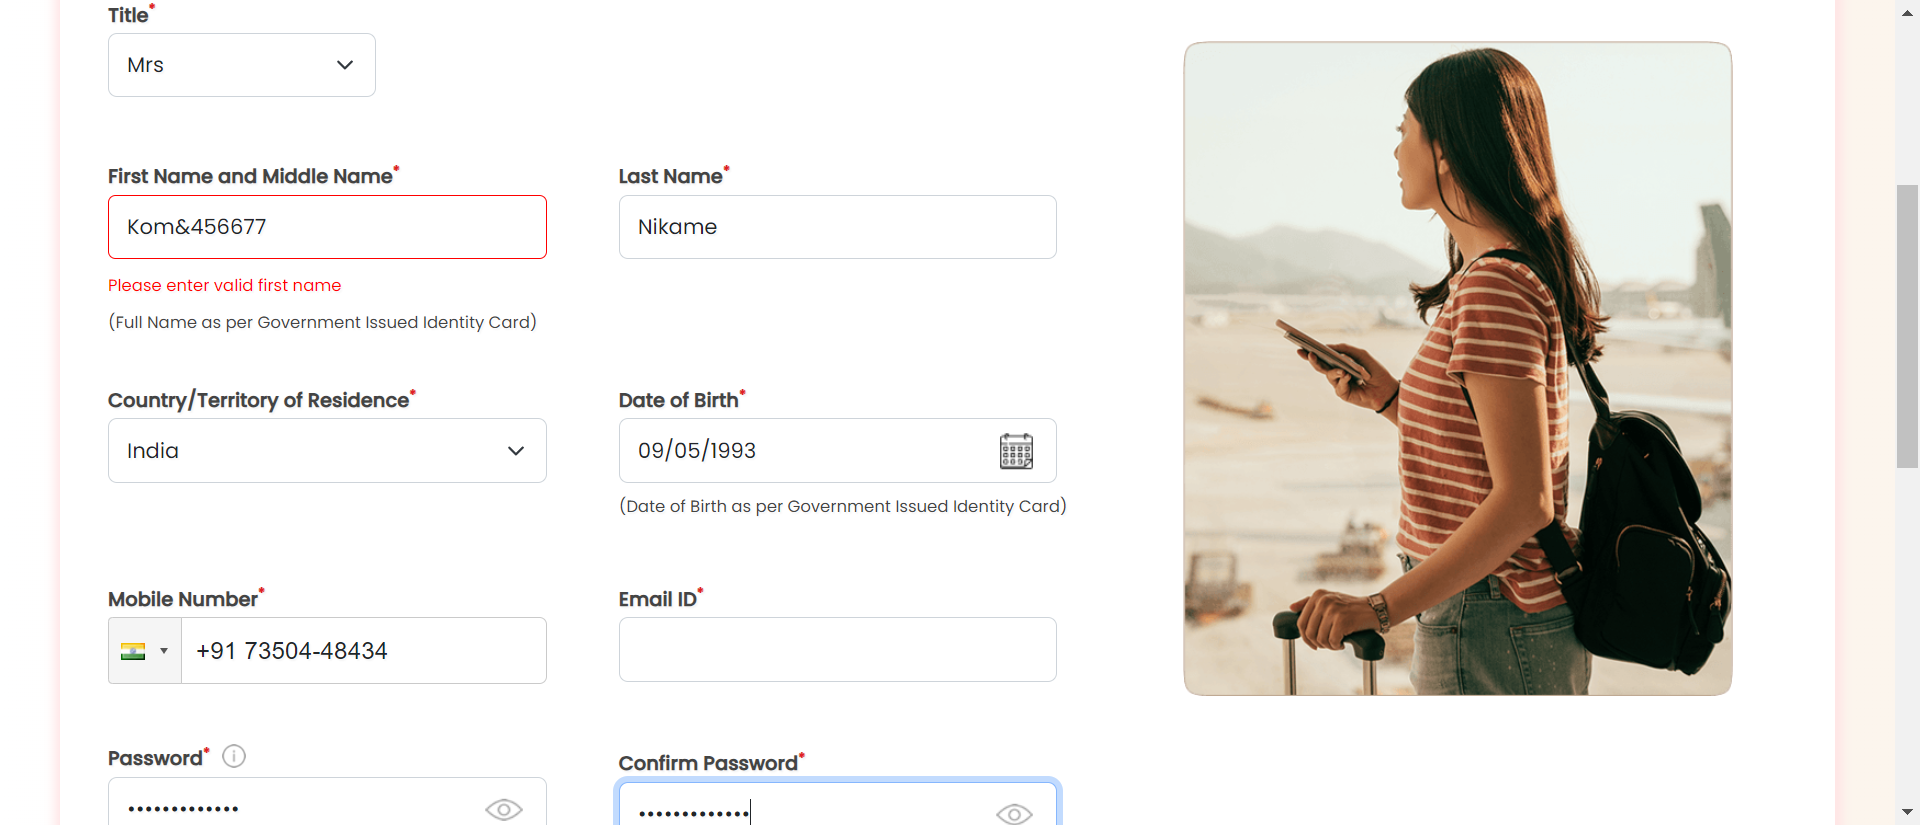 Title*
Mrs
First Name and Middle Name*
Last Name*
Kom&456677
Nikame
Please enter valid first name
(Full Name as per Government Issued Identity Card)
Country/Territory of Residence*
Date of Birth*
India
09/05/1993
(Date of Birth as per Government Issued Identity Card)
Mobile Number*
Email ID*
+91 73504-48434
Password*
Confirm Password*
•••••••••••••
•••••••••••••